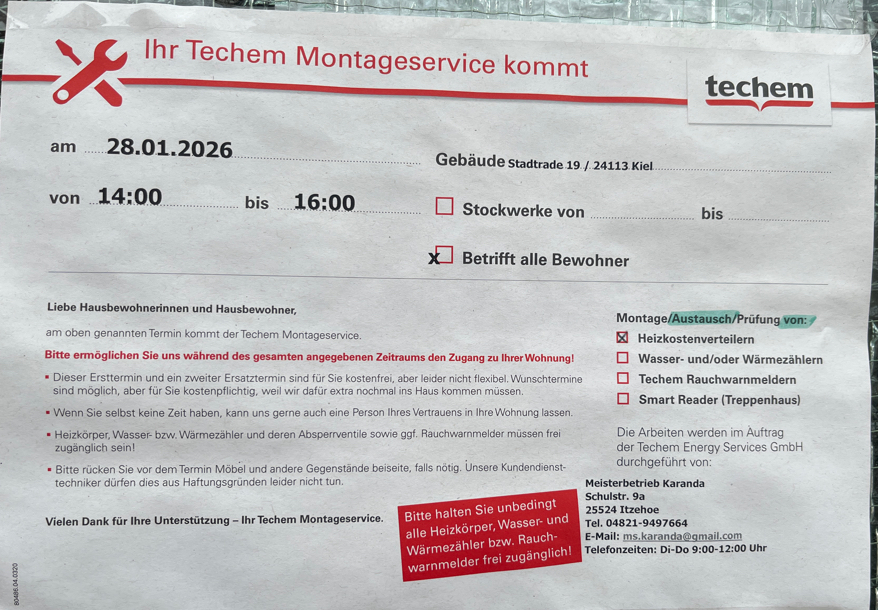 Ihr Techem Montageservice kommt
techem
am 28.01.2026
Gebäude Stadtrade 19 / 24113 Kiel
von 14:00 bis 16:00
Stockwerke von bis
x Betrifft alle Bewohner
Liebe Hausbewohnerinnen und Hausbewohner,
am oben genannten Termin kommt der Techem Montageservice.
Bitte ermöglichen Sie uns während des gesamten angegebenen Zeitraums den Zugang zu Ihrer Wohnung!
▪ Dieser Ersttermin und ein zweiter Ersatztermin sind für Sie kostenfrei, aber leider nicht flexibel. Wunschtermine
sind möglich, aber für Sie kostenpflichtig, weil wir dafür extra nochmal ins Haus kommen müssen.
▪ Wenn Sie selbst keine Zeit haben, kann uns gerne auch eine Person Ihres Vertrauens in Ihre Wohnung lassen.
▪ Heizkörper, Wasser- bzw. Wärmezähler und deren Absperrventile sowie ggf. Rauchwarnmelder müssen frei
zugänglich sein!
▪ Bitte rücken Sie vor dem Termin Möbel und andere Gegenstände beiseite, falls nötig. Unsere Kundendienst-
techniker dürfen dies aus Haftungsgründen leider nicht tun.
Vielen Dank für Ihre Unterstützung – Ihr Techem Montageservice.
Bitte halten Sie unbedingt
alle Heizkörper, Wasser- und
Wärmezähler bzw. Rauch-
warnmelder frei zugänglich!
Montage/Austausch/Prüfung von:
x Heizkostenverteilern
Wasser- und/oder Wärmezählern
Techem Rauchwarnmeldern
Smart Reader (Treppenhaus)
Die Arbeiten werden im Auftrag
der Techem Energy Services GmbH
durchgeführt von:
Meisterbetrieb Karanda
Schulstr. 9a
25524 Itzehoe
Tel. 04821-9497664
E-Mail: ms.karanda@gmail.com
Telefonzeiten: Di-Do 9:00-12:00 Uhr
80486.04.0320